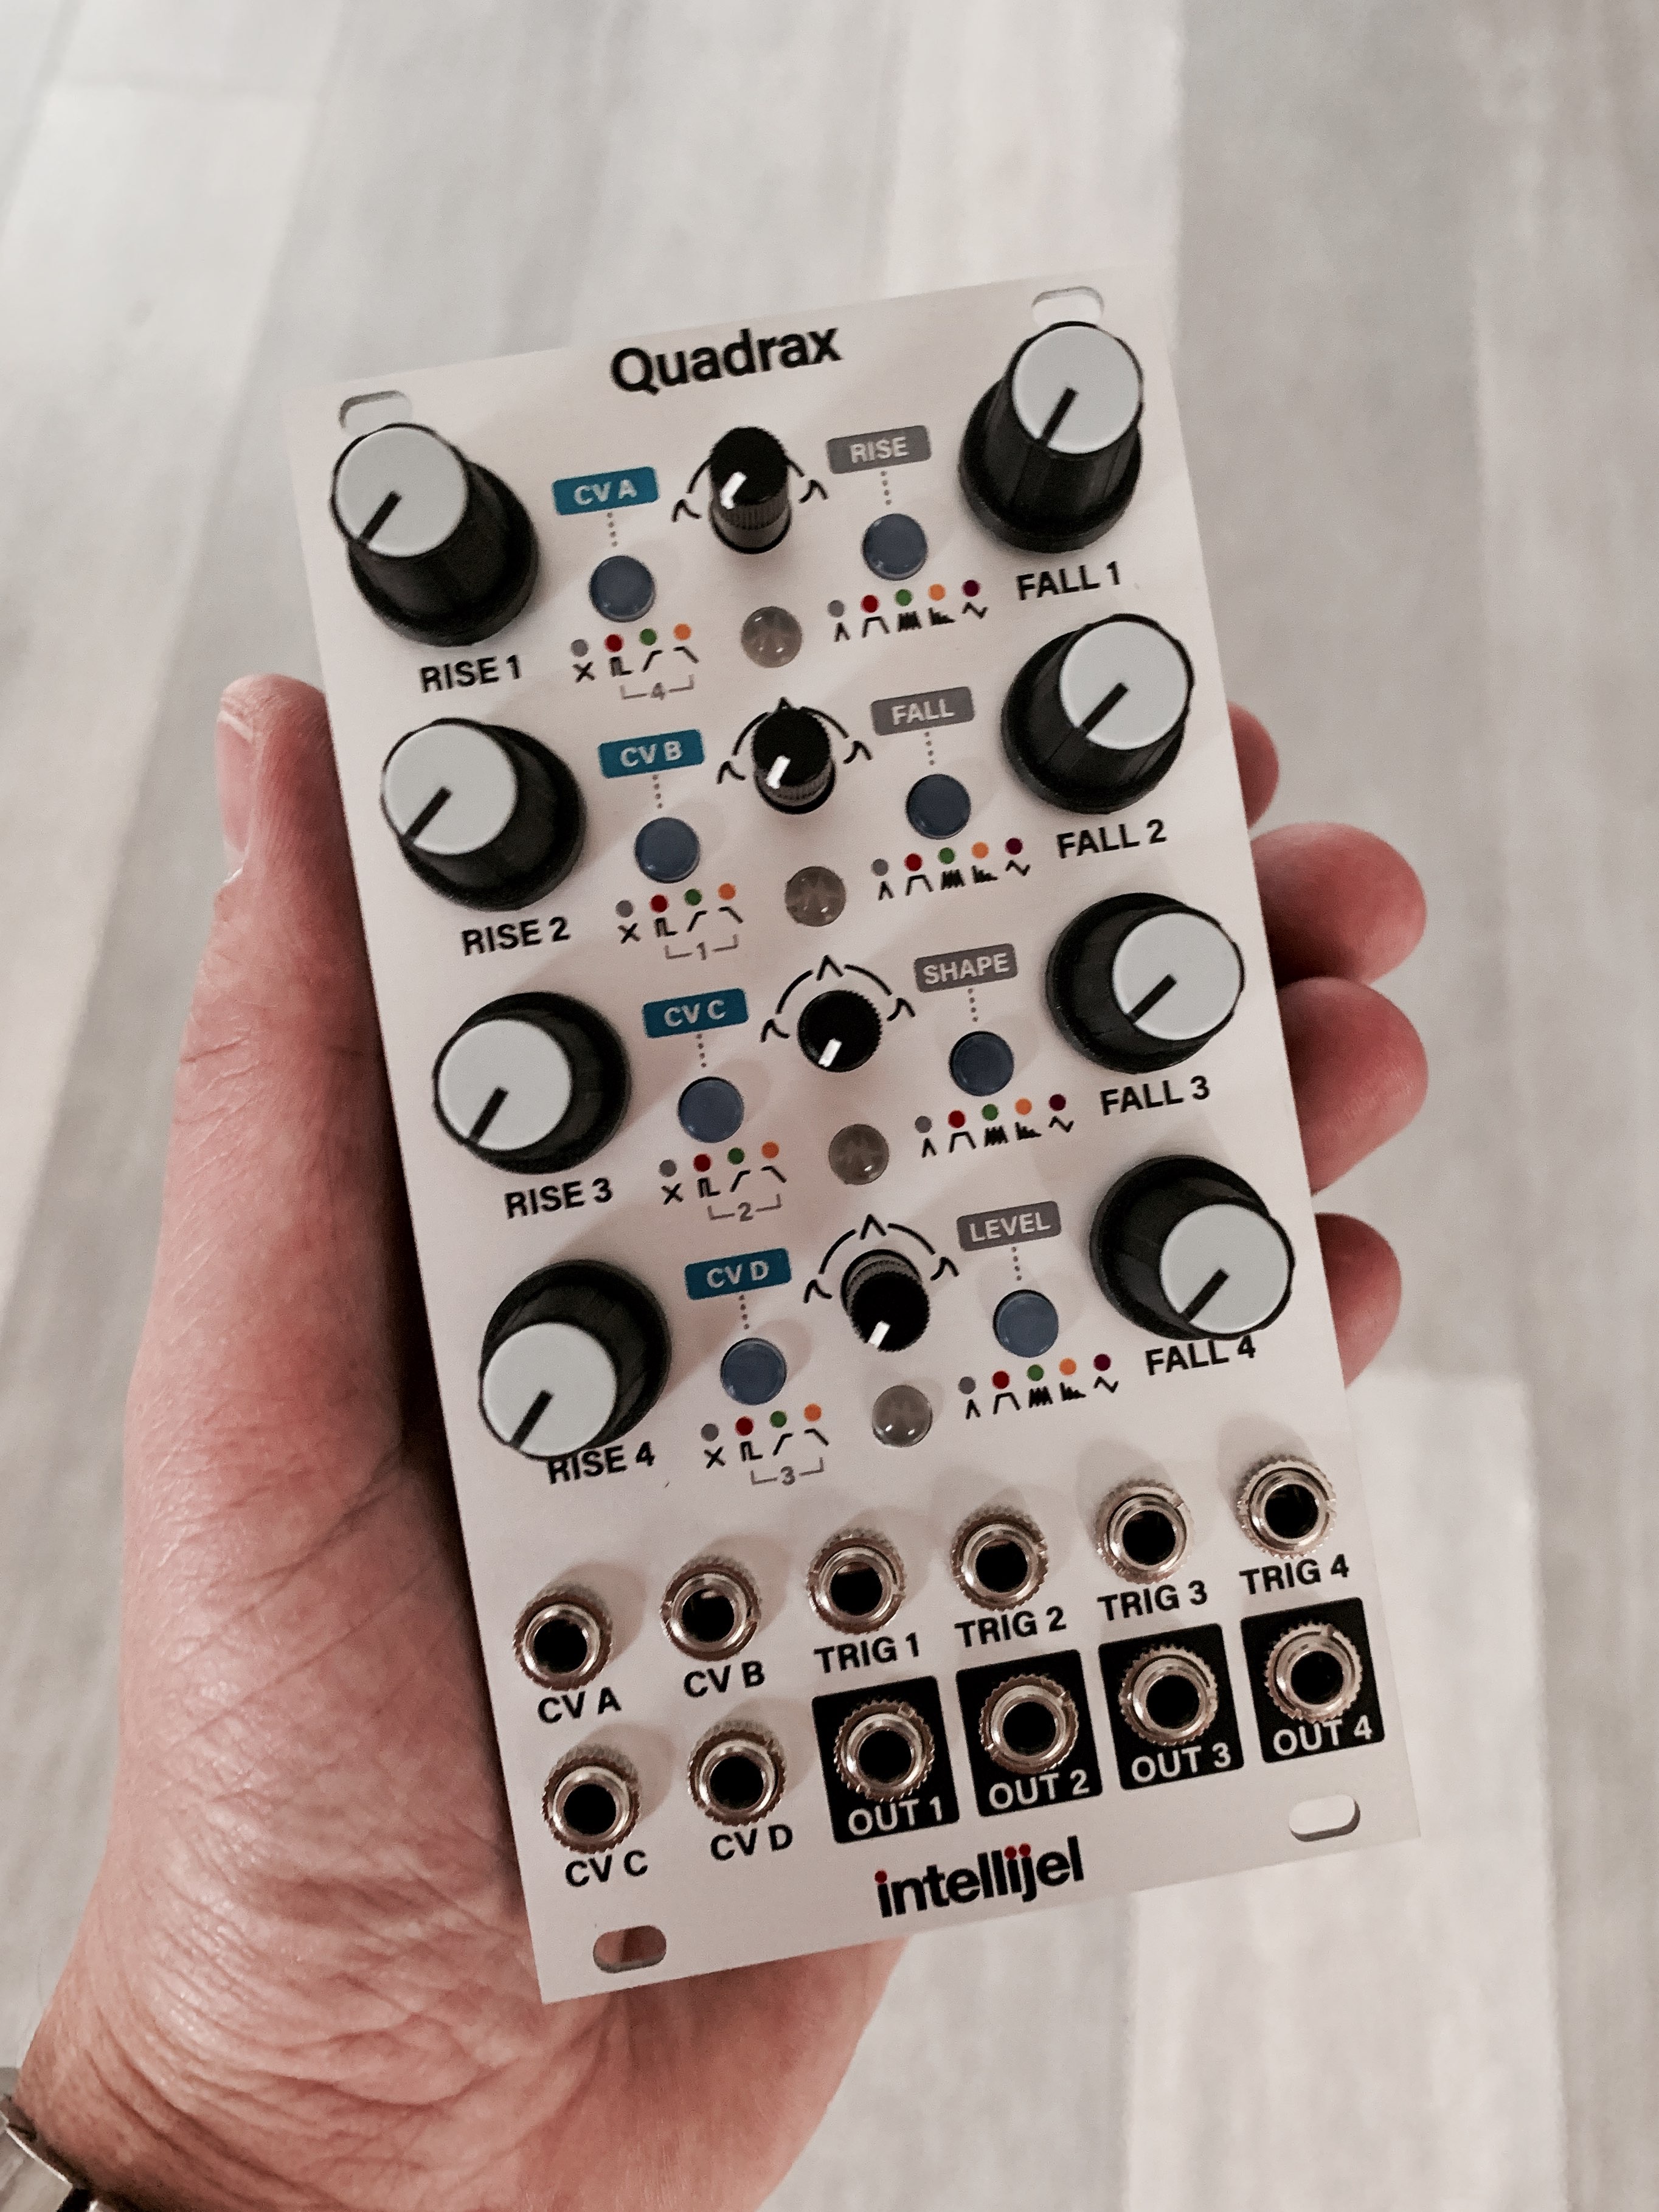 Quadrax
CV A
RISE
RISE 1
4
FALL 1
CV B
FALL
RISE 2
1
FALL 2
CV C
SHAPE
RISE 3
2
FALL 3
CV D
LEVEL
RISE 4
3
FALL 4
CV A
CV B
TRIG 1
TRIG 2
TRIG 3
TRIG 4
CV C
CV D
OUT 1
OUT 2
OUT 3
OUT 4
intellijel